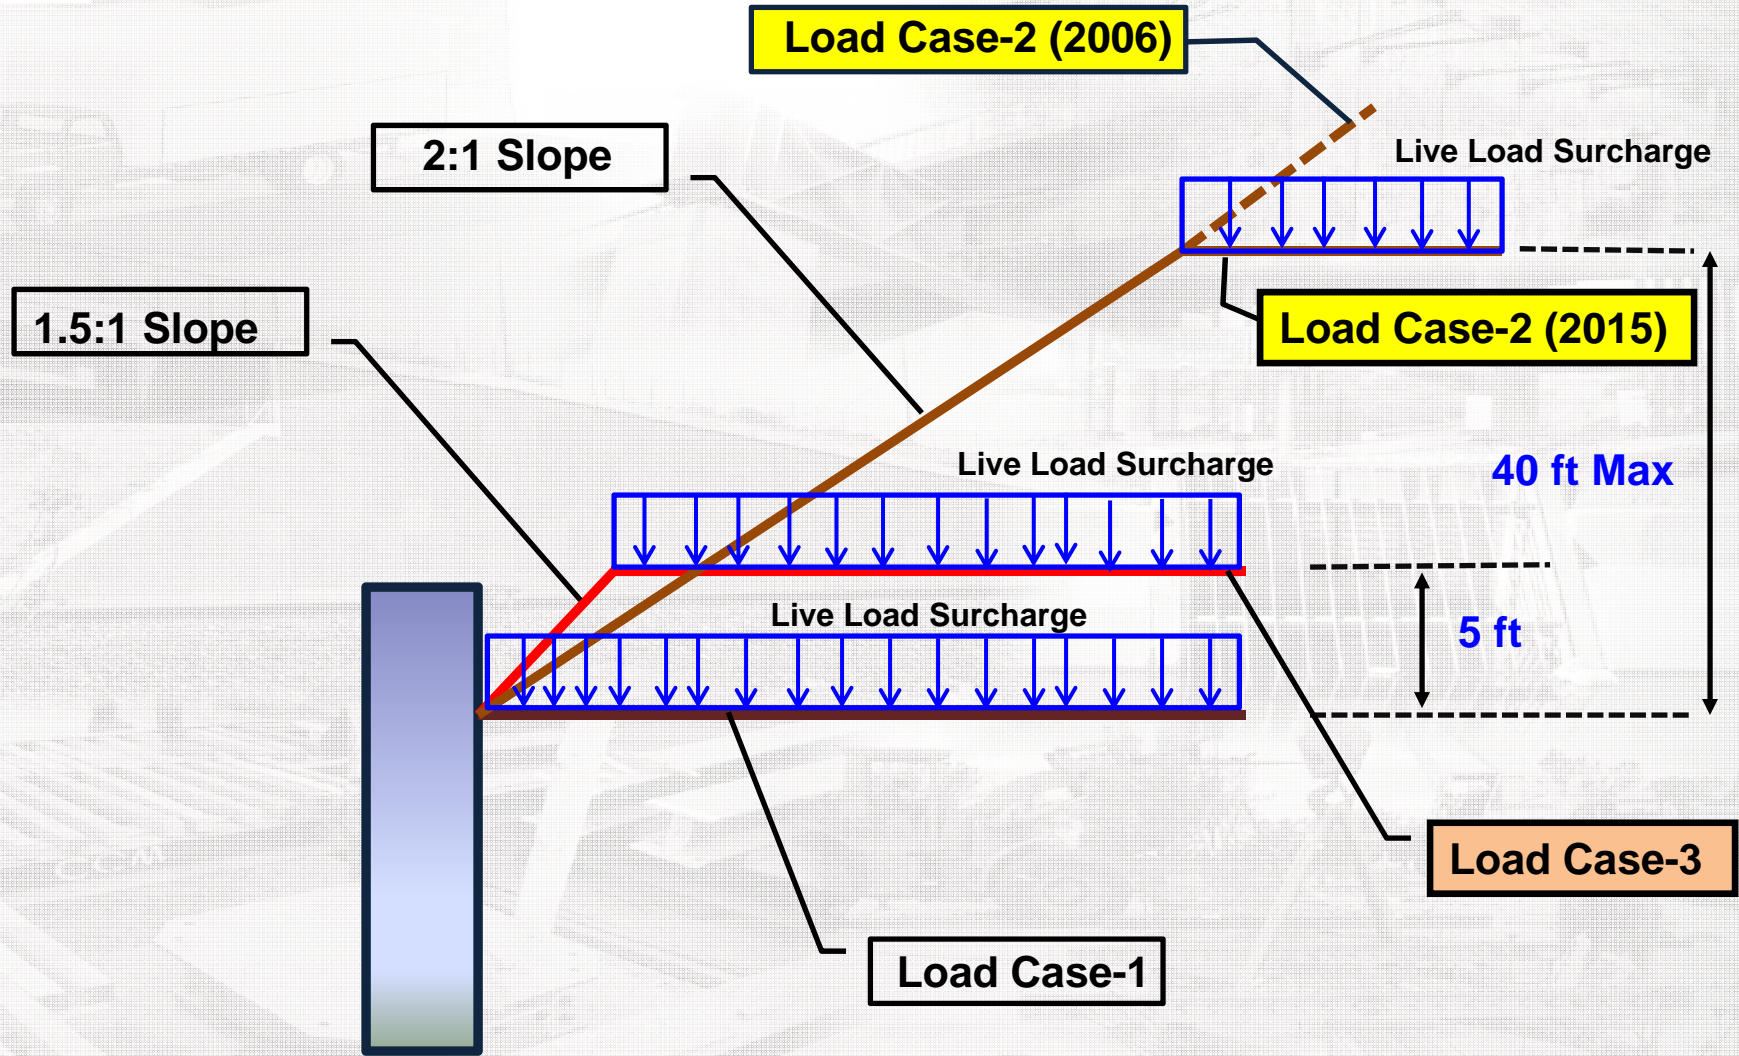 Load Case-2 (2006)
2:1 Slope
Live Load Surcharge
1.5:1 Slope
Load Case-2 (2015)
Live Load Surcharge
40 ft Max
Live Load Surcharge
5 ft
Load Case-3
Load Case-1